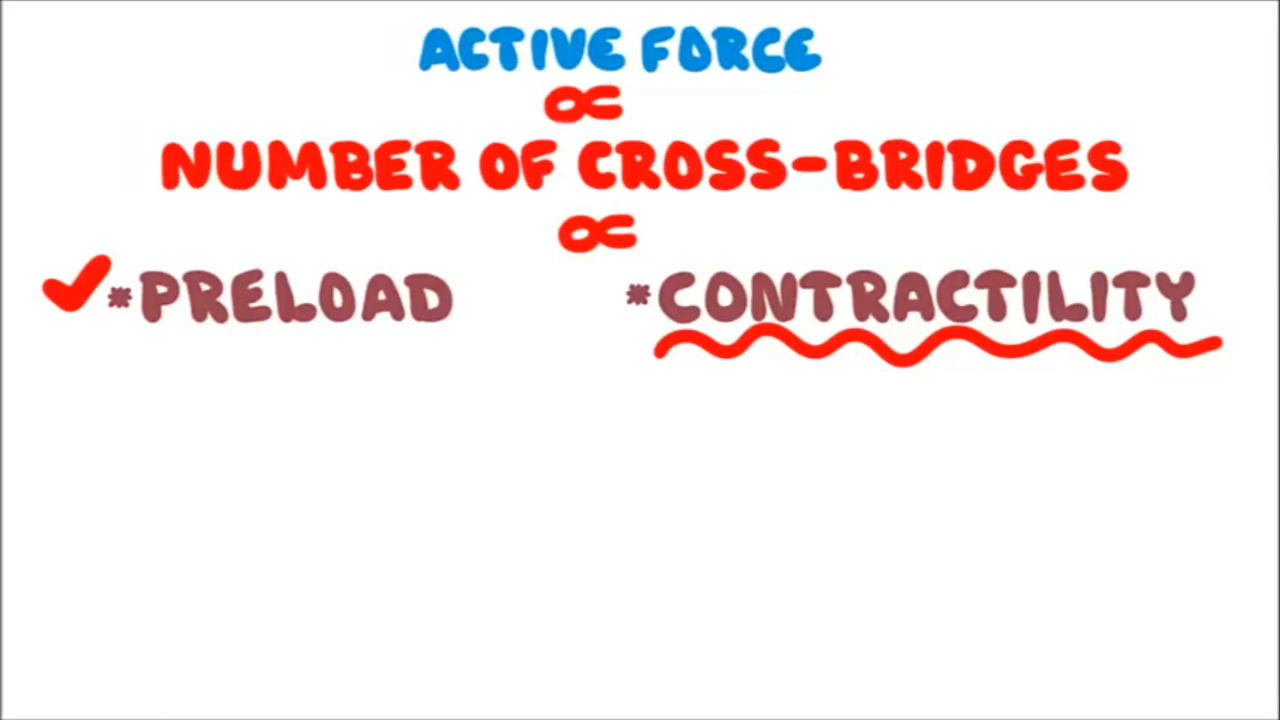 ACTIVE FORCE
∝
NUMBER OF CROSS-BRIDGES
∝
✓*PRELOAD *CONTRACTILITY